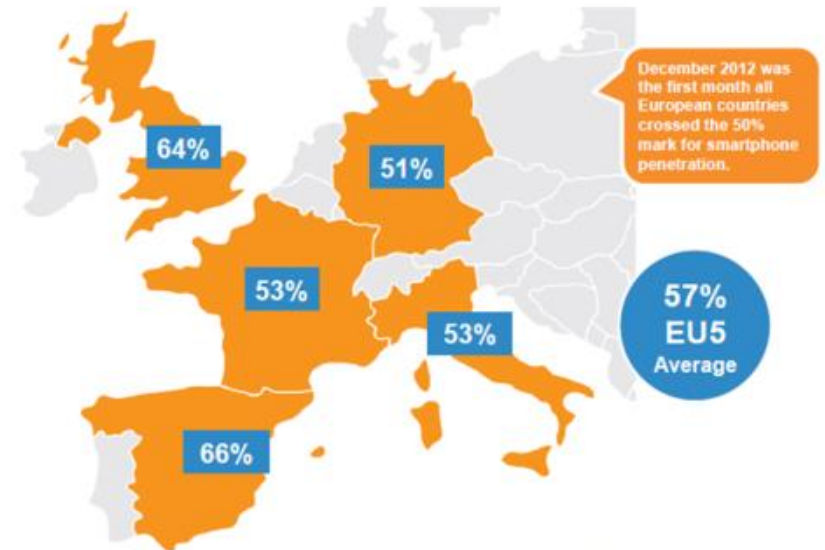 December 2012 was
the first month all
European countries
crossed the 50%
mark for smartphone
penetration.
64%
51%
53%
53%
57%
EU5
Average
66%